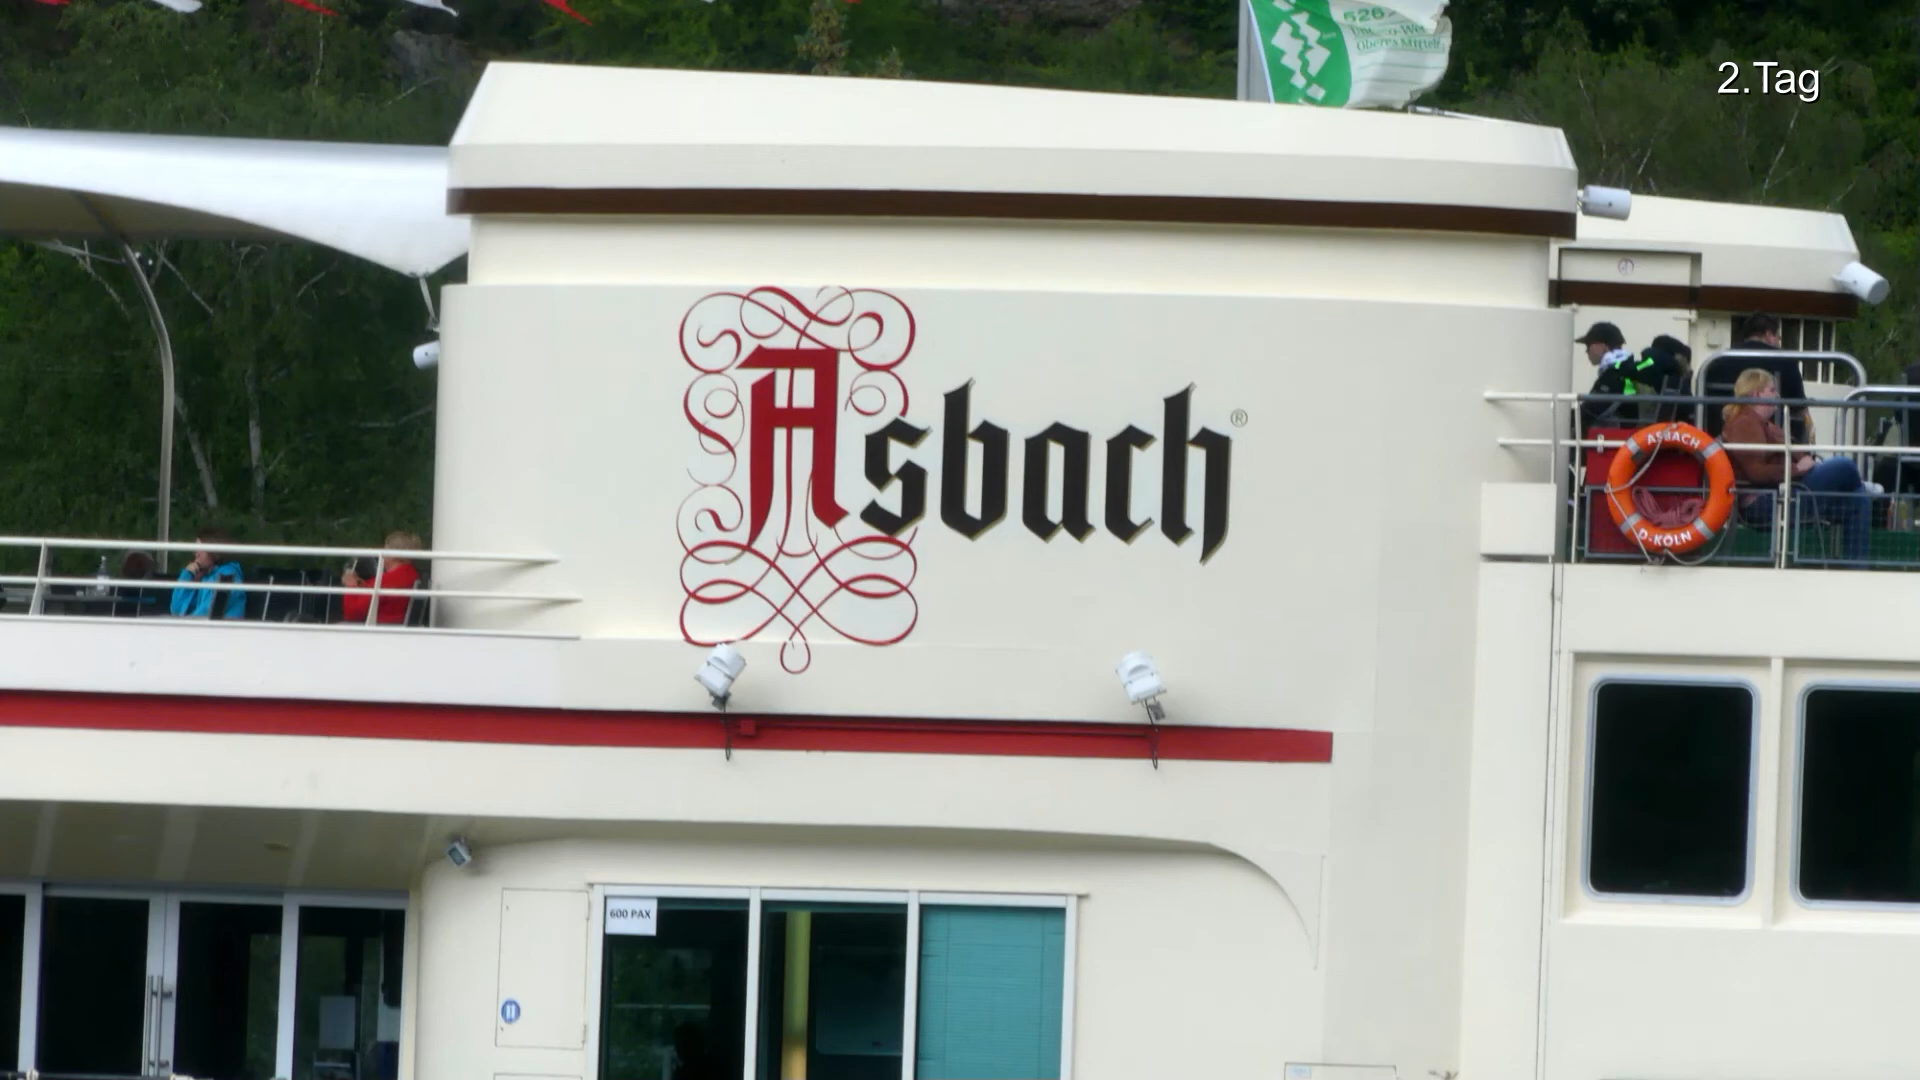 2.Tag
Asbach®
ASBACH
D-KÖLN
600 PAX